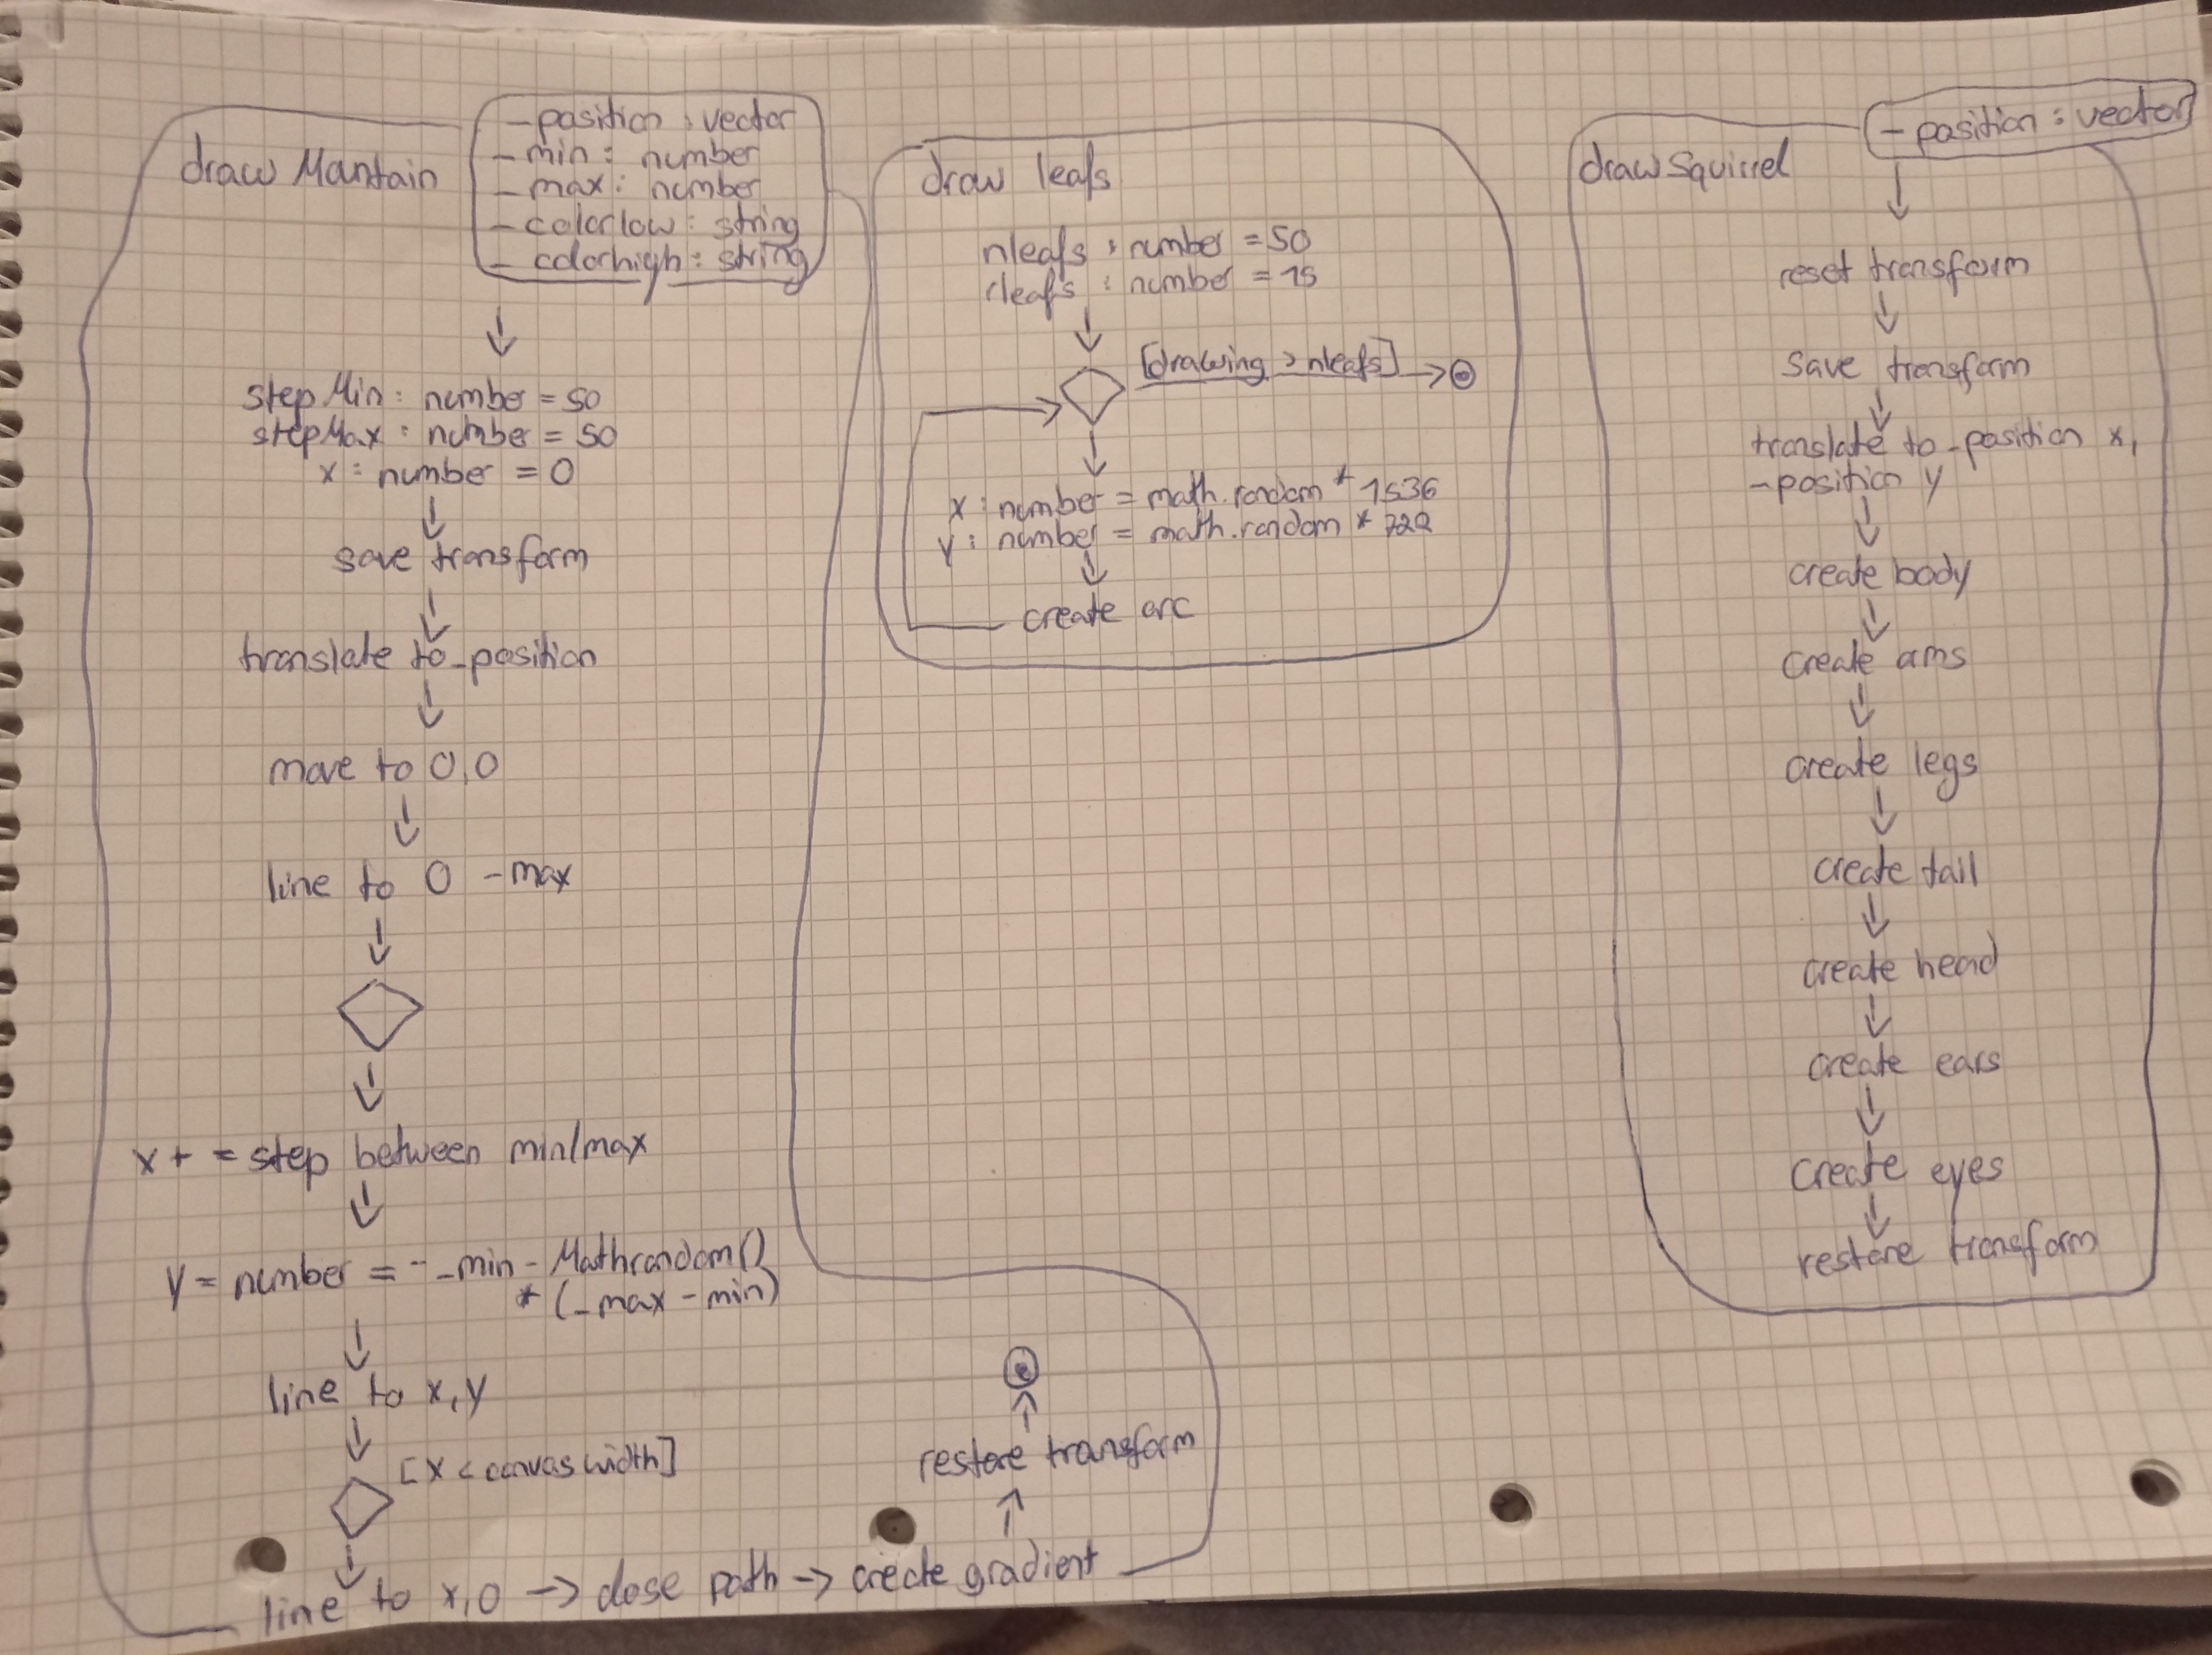 draw Mantain
-position : vector
-min : number
-max : number
-colorlow : string
-colorhigh : string
stepMin : number = 50
stepMax : number = 50
x : number = 0
save transform
translate to -position
move to 0,0
line to 0 -max
x + = step between min/max
y = number = - -min - Mathrandom()
* (-max - min)
line to x,y
[x < canvas width]
line to x,0 -> close path -> create gradient
restore transform
draw leafs
nleafs : number = 50
rleafs : number = 15
[drawing > nleafs]
x : number = math.random * 1536
y : number = math.random * 722
create arc
draw Squirrel
-position : vector
reset transform
save transform
translate to -position x,
-position y
create body
create ams
create legs
create tail
create head
create ears
create eyes
restore transform